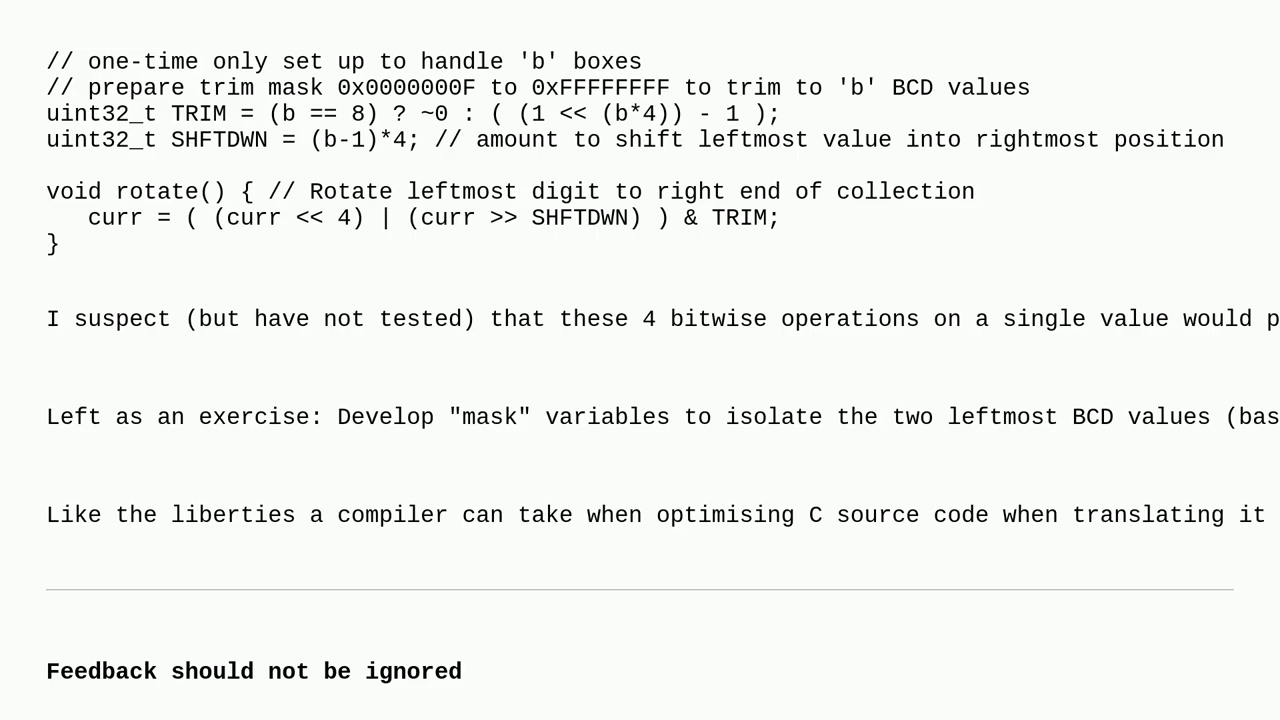 // one-time only set up to handle 'b' boxes
// prepare trim mask 0x0000000F to 0xFFFFFFFF to trim to 'b' BCD values
uint32_t TRIM = (b == 8) ? ~0 : ( (1 << (b*4)) - 1 );
uint32_t SHFTDWN = (b-1)*4; // amount to shift leftmost value into rightmost position
void rotate() { // Rotate leftmost digit to right end of collection
   curr = ( (curr << 4) | (curr >> SHFTDWN) ) & TRIM;
}
I suspect (but have not tested) that these 4 bitwise operations on a single value would
Left as an exercise: Develop "mask" variables to isolate the two leftmost BCD values
Like the liberties a compiler can take when optimising C source code when translating it
Feedback should not be ignored